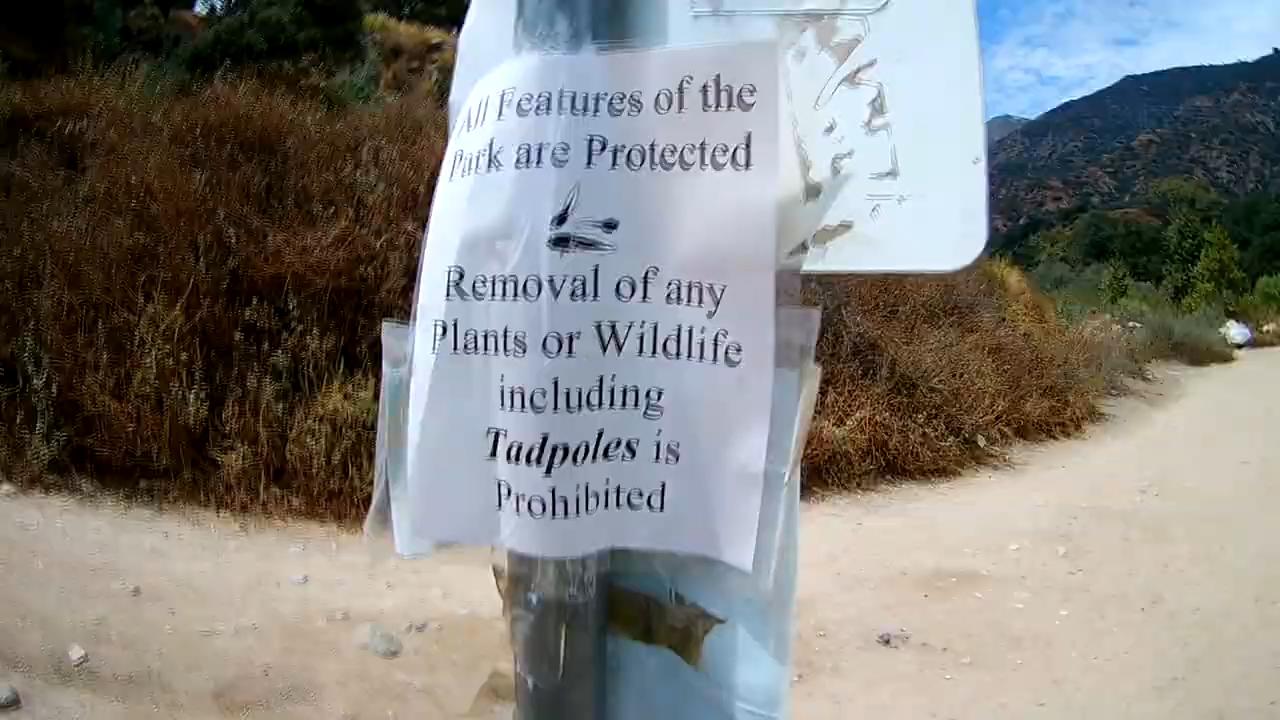 All Features of the
Park are Protected
Removal of any
Plants or Wildlife
including
Tadpoles is
Prohibited